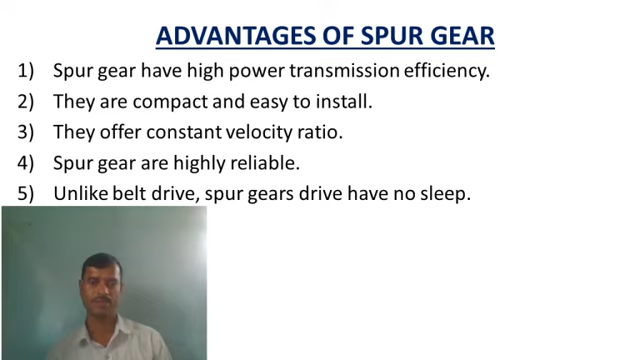 ADVANTAGES OF SPUR GEAR
1) Spur gear have high power transmission efficiency.
2) They are compact and easy to install.
3) They offer constant velocity ratio.
4) Spur gear are highly reliable.
5) Unlike belt drive, spur gears drive have no sleep.